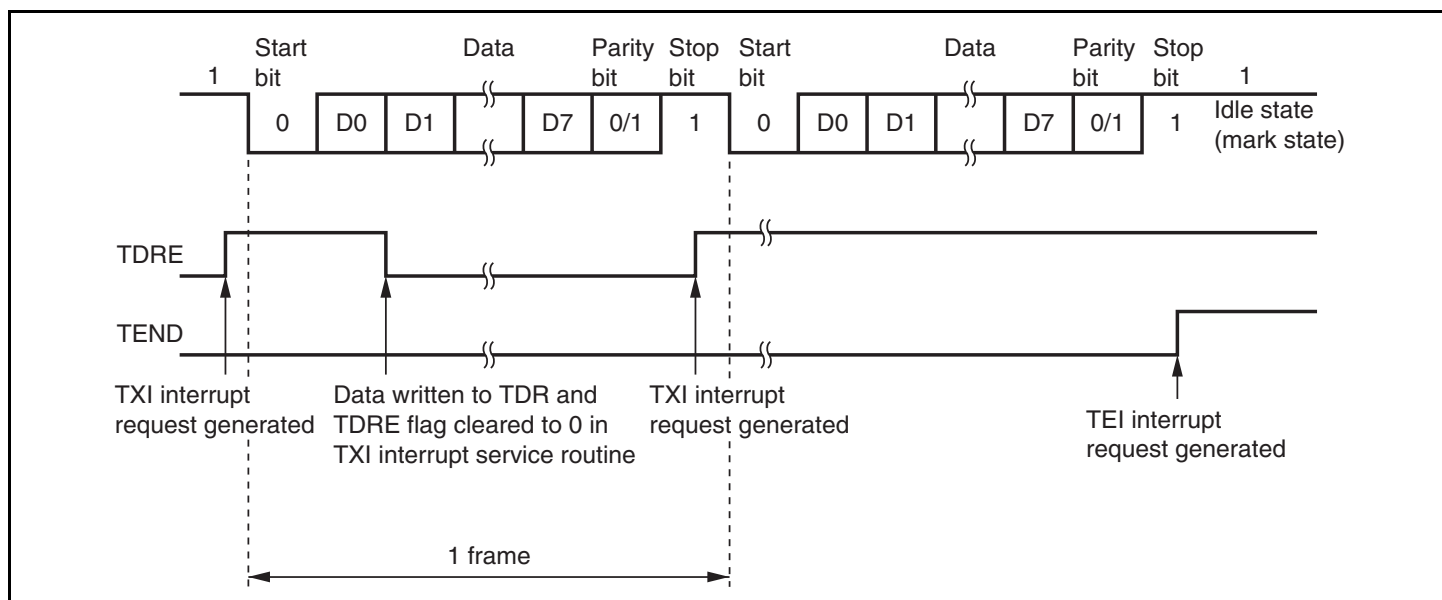 Start Data Parity Stop Start Data Parity Stop
1 bit bit bit bit bit bit 1
0 D0 D1 D7 0/1 1 0 D0 D1 D7 0/1 1 Idle state
(mark state)
TDRE
TEND
TXI interrupt
request generated
Data written to TDR and
TDRE flag cleared to 0 in
TXI interrupt service routine
TXI interrupt
request generated
TEI interrupt
request generated
1 frame